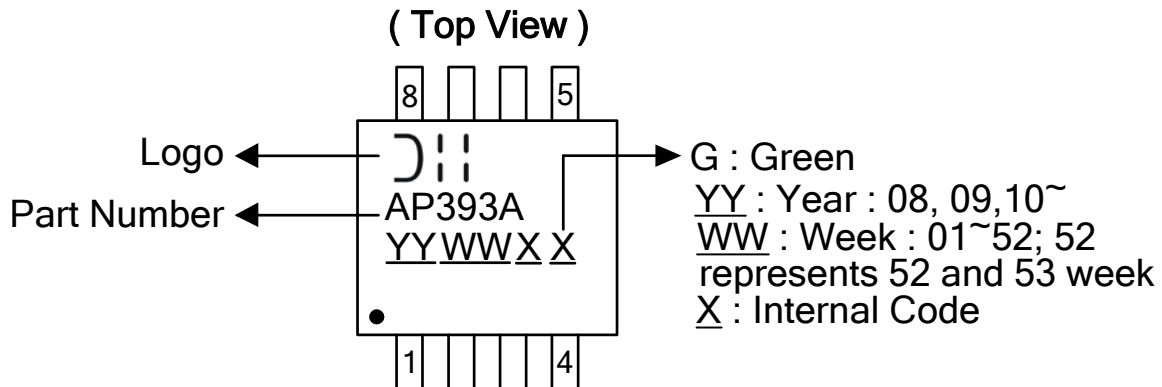 ( Top View )
8
5
Logo
G : Green
Part Number
AP393A
YY : Year : 08, 09,10~
YYWWX X
WW : Week : 01~52; 52
represents 52 and 53 week
X : Internal Code
1
4